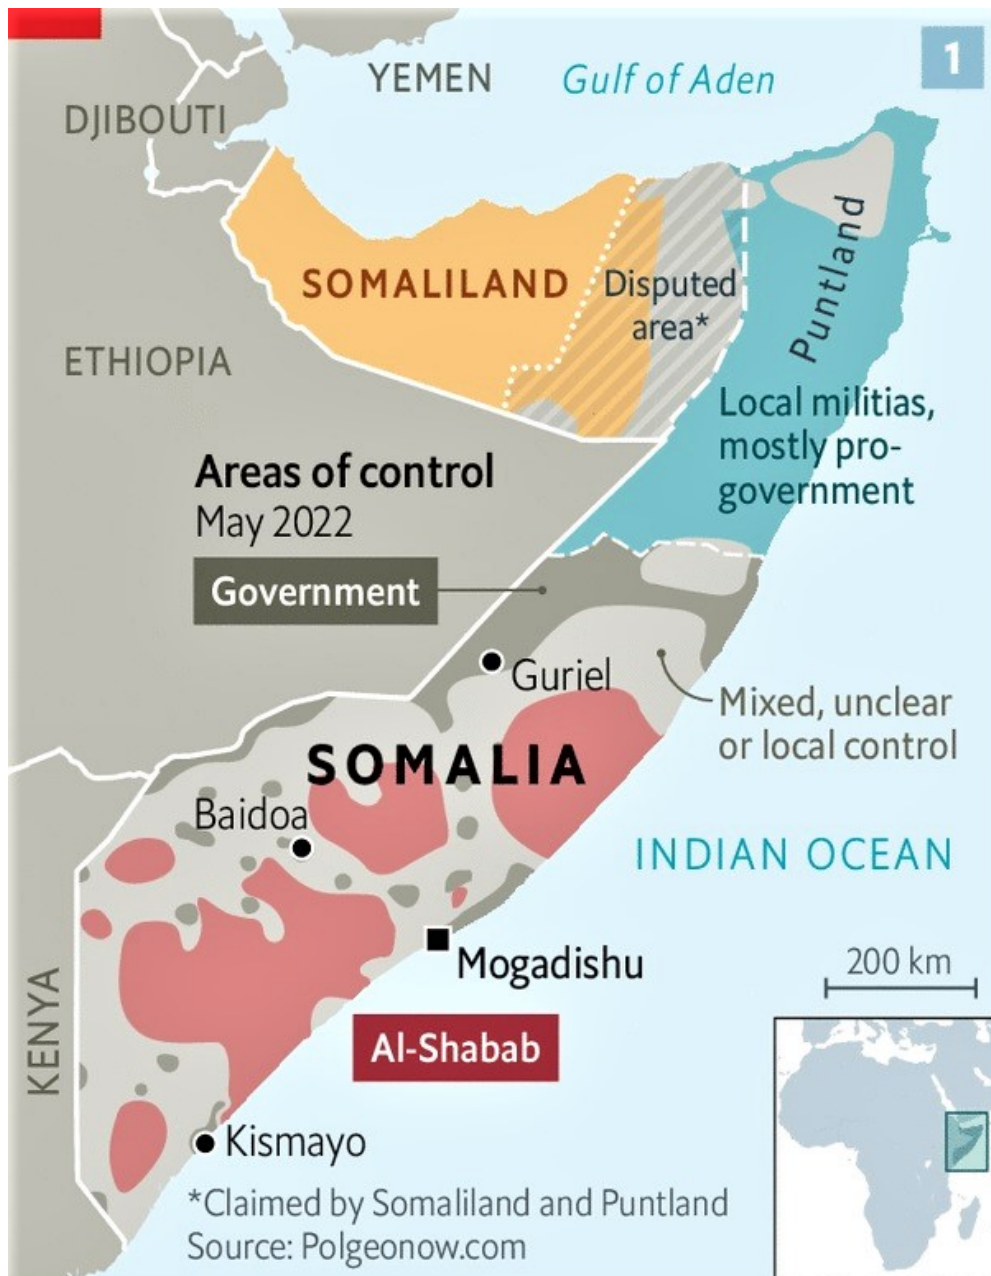 1
YEMEN
Gulf of Aden
DJIBOUTI
Puntland
SOMALILAND
Disputed
area*
ETHIOPIA
Local militias,
mostly pro-
government
Areas of control
May 2022
Government
Guriel
Mixed, unclear
or local control
SOMALIA
Baidoa
INDIAN OCEAN
Mogadishu
200 km
KENYA
Al-Shabab
Kismayo
*Claimed by Somaliland and Puntland
Source: Polgeonow.com